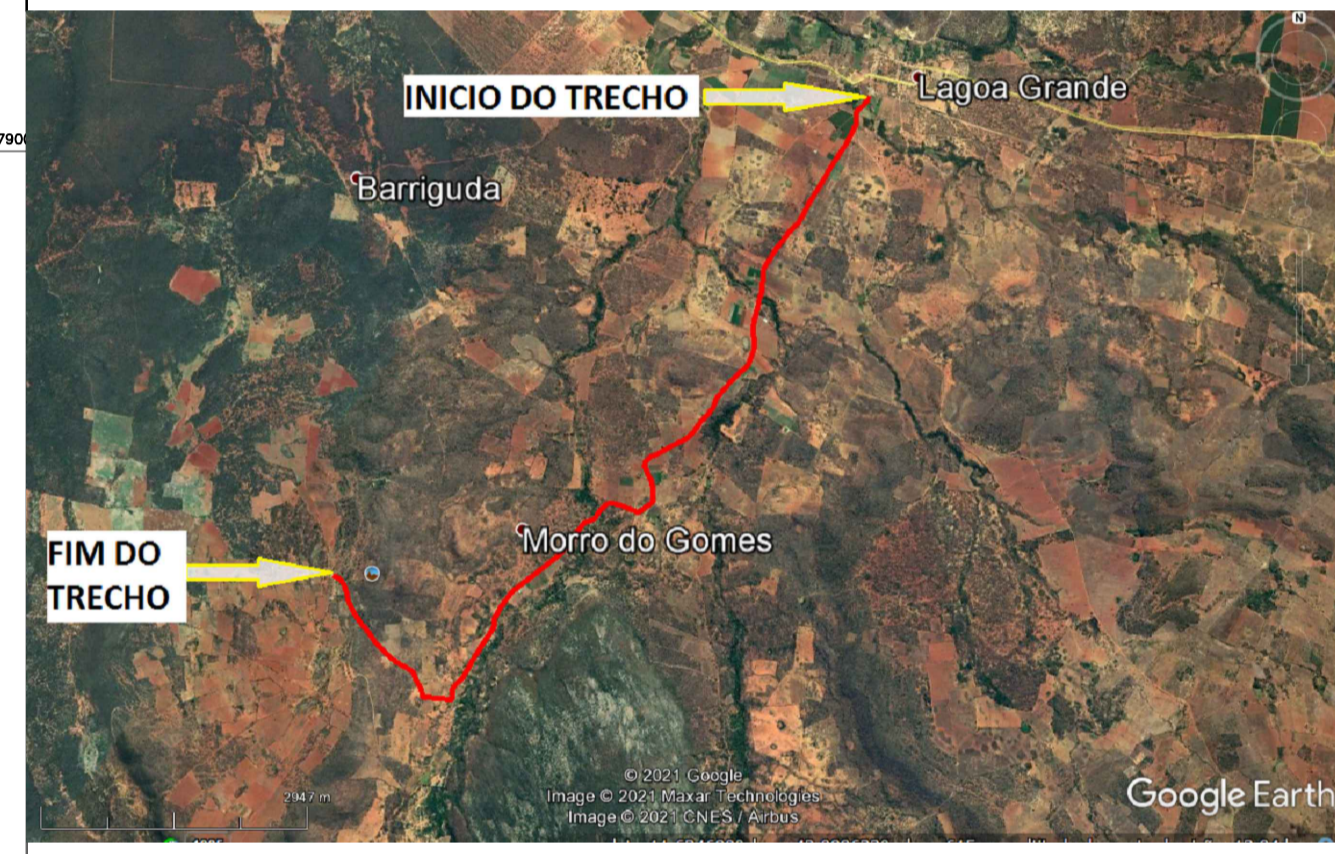 INICIO DO TRECHO
Lagoa Grande
N
7900
Barriguda
Morro do Gomes
FIM DO
TRECHO
2947 m
© 2021 Google
Image © 2021 Maxar Technologies
Image © 2021 CNES / Airbus
Google Earth